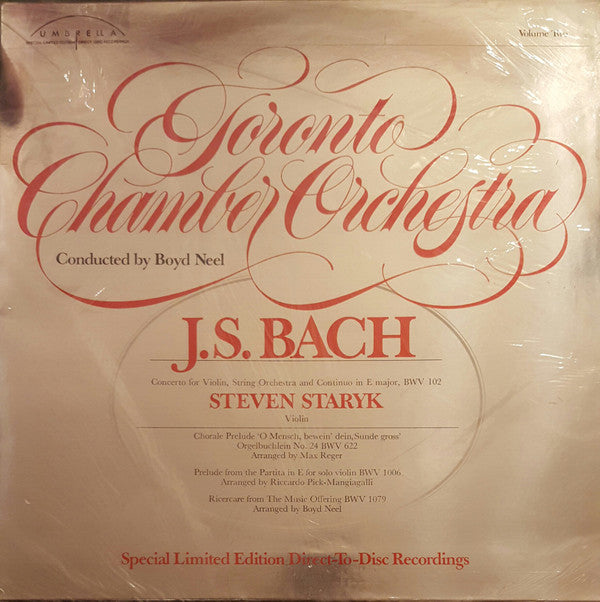 UMBRELLA
Volume Two
Toronto
Chamber Orchestra
Conducted by Boyd Neel
J.S. BACH
Concerto for Violin, String Orchestra and Continuo in E major, BWV 102
STEVEN STARYK
Violin
Chorale Prelude 'O Mensch, bewein' dein, Sunde gross'
Orgelbuchlein No. 24 BWV 622
Arranged by Max Reger
Prelude from the Partita in E for solo violin BWV 1006
Arranged by Riccardo Pick-Mangiagalli
Ricercare from The Music Offering BWV 1079
Arranged by Boyd Neel
Special Limited Edition Direct-To-Disc Recordings